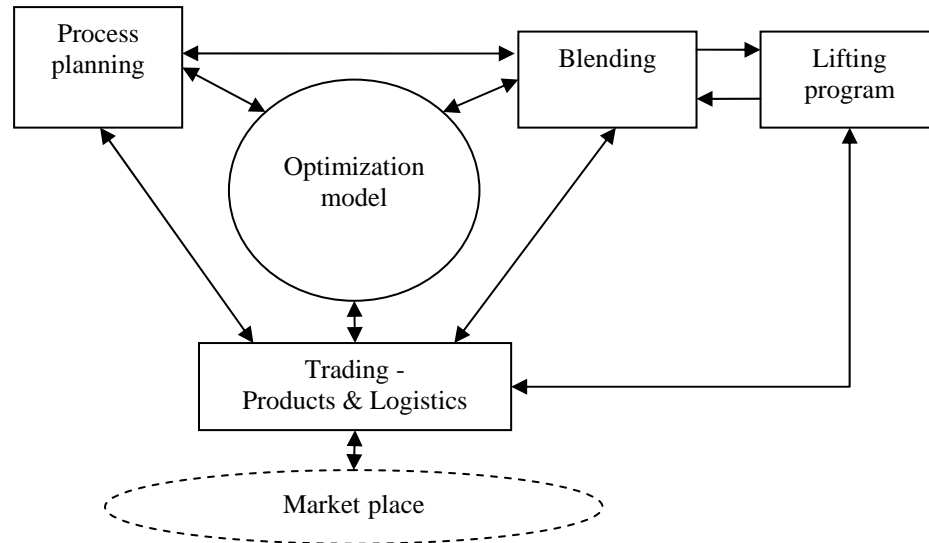 Process
planning
Blending
Lifting
program
Optimization
model
Trading -
Products & Logistics
Market place